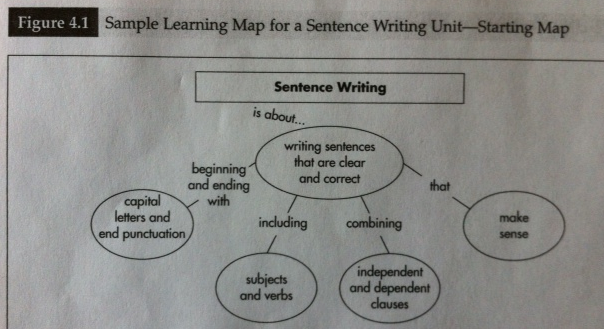 Figure 4.1 Sample Learning Map for a Sentence Writing Unit—Starting Map
Sentence Writing
is about...
writing sentences
that are clear
and correct
beginning
and ending
with
capital
letters and
end punctuation
including
subjects
and verbs
combining
independent
and dependent
clauses
that
make
sense